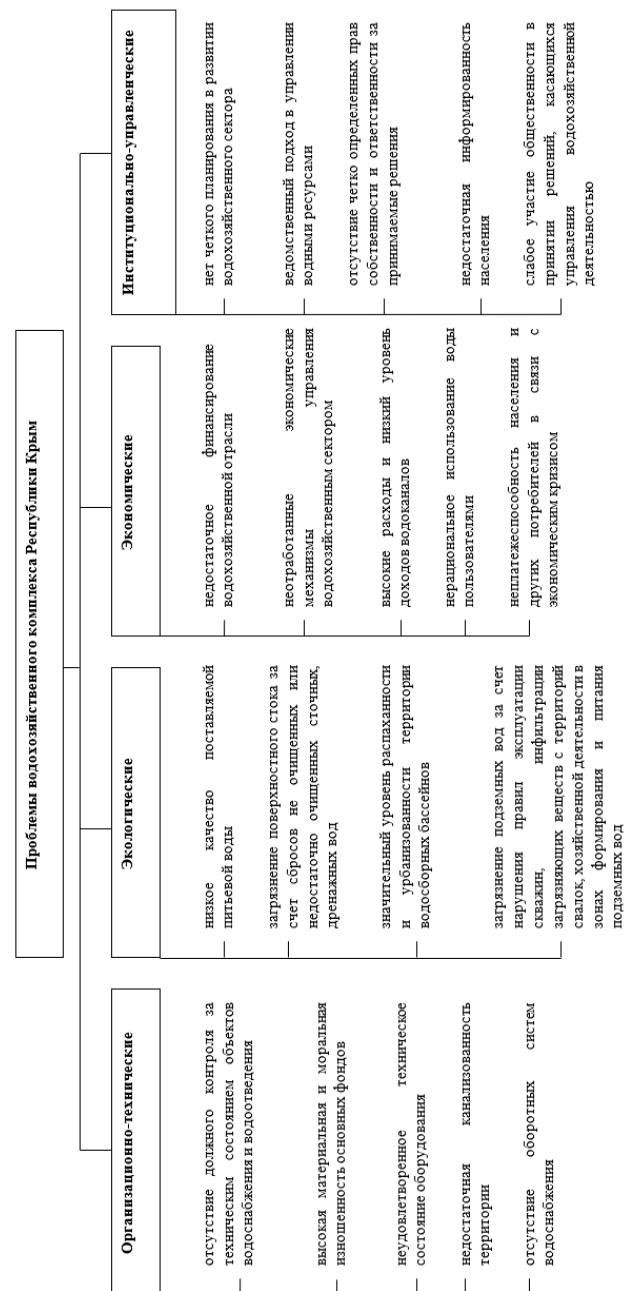 Проблемы водохозяйственного комплекса Республики Крым
Организационно-технические
отсутствие должного контроля за
техническим состоянием объектов
водоснабжения и водоотведения
высокая материальная и моральная
изношенность основных фондов
неудовлетворенное техническое
состояние оборудования
недостаточная канализованность
территории
отсутствие оборотных систем
водоснабжения
Экологические
низкое качество поставляемой
питьевой воды
загрязнение поверхностного стока за
счет сбросов не очищенных или
недостаточно очищенных сточных,
дренажных вод
значительный уровень распаханности
и урбанизованности территории
водосборных бассейнов
загрязнение подземных вод за счет
нарушения правил эксплуатации
скважин, инфильтрации
загрязняющих веществ с территорий
свалок, хозяйственной деятельности в
зонах формирования и питания
подземных вод
Экономические
недостаточное финансирование
водохозяйственной отрасли
неотработанные экономические
механизмы управления
водохозяйственным сектором
высокие расходы и низкий уровень
доходов водоканалов
нерациональное использование воды
пользователями
неплатежеспособность населения и
других потребителей в связи с
экономическим кризисом
Институционально-управленческие
нет четкого планирования в развитии
водохозяйственного сектора
ведомственный подход в управлении
водными ресурсами
отсутствие четко определенных прав
собственности и ответственности за
принимаемые решения
недостаточная информированность
населения
слабое участие общественности в
принятии решений, касающихся
управления водохозяйственной
деятельностью